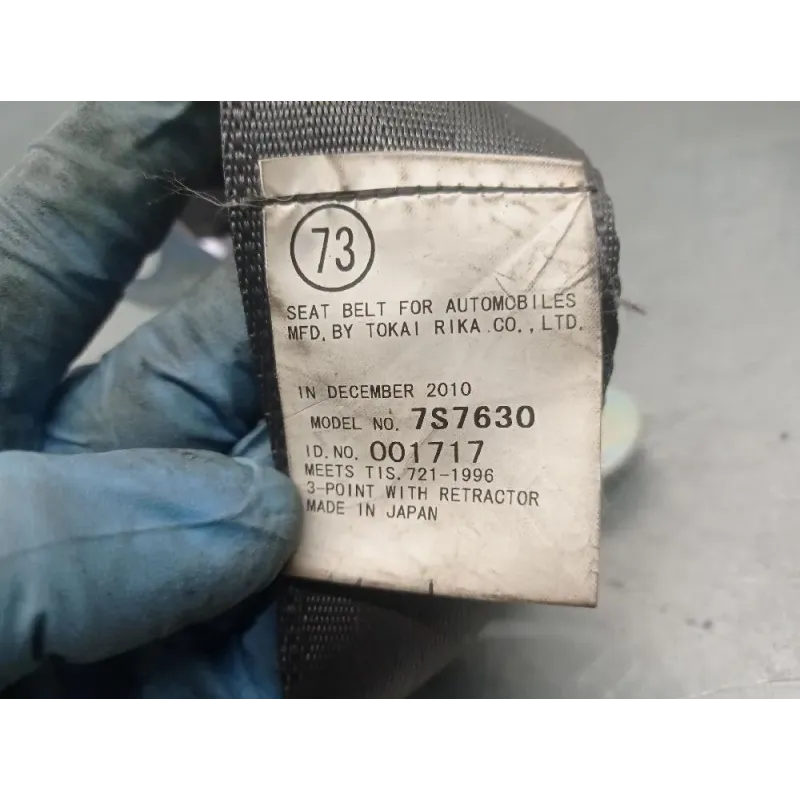 73
SEAT BELT FOR AUTOMOBILES
MFD. BY TOKAI RIKA CO., LTD.
IN DECEMBER 2010
MODEL NO. 7S7630
ID. NO. 001717
MEETS TIS. 721-1996
3-POINT WITH RETRACTOR
MADE IN JAPAN